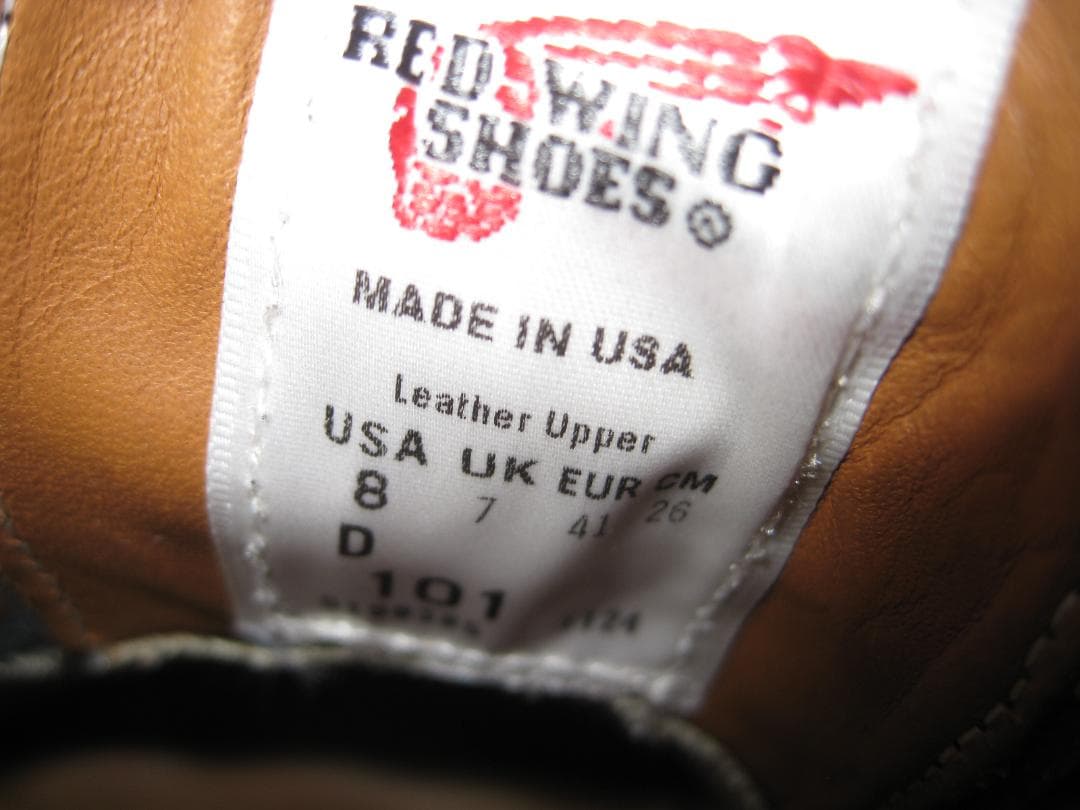 RED WING
SHOES®
MADE IN USA
Leather Upper
USA UK EUR CM
8 7 41 26
D
101